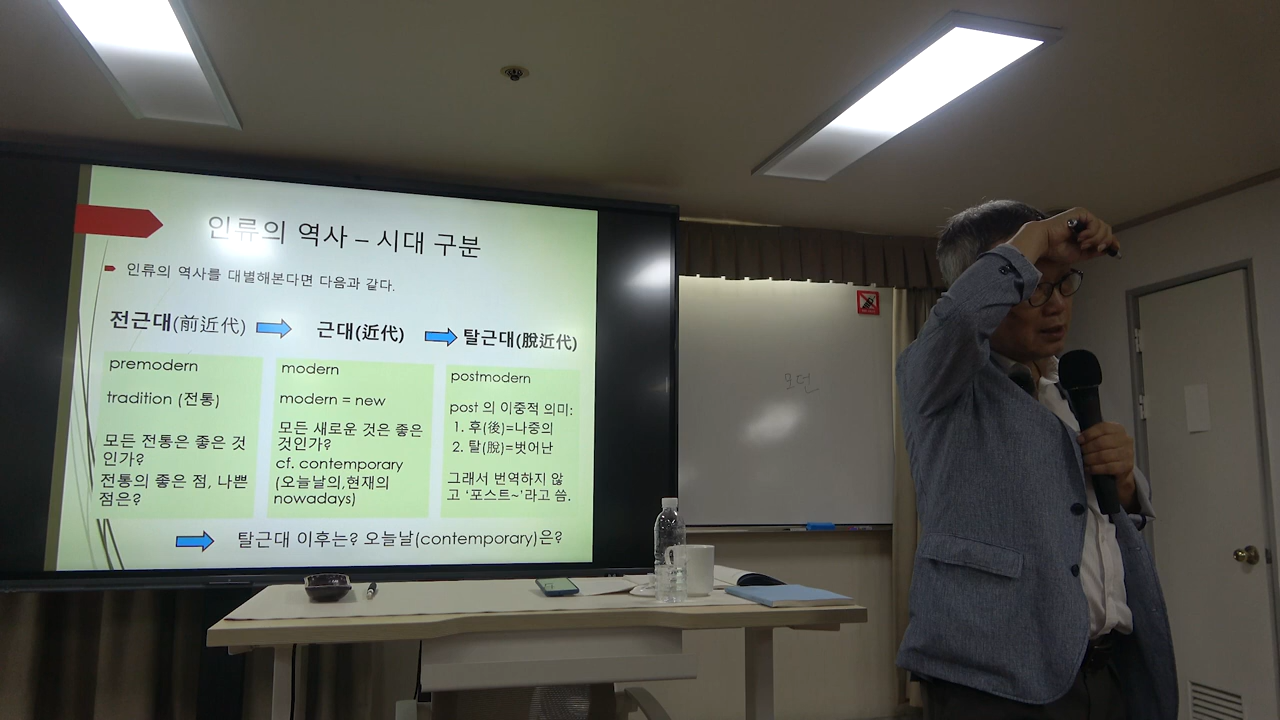 인류의 역사 – 시대 구분
인류의 역사를 대별해본다면 다음과 같다.
전근대(前近代)
근대(近代)
탈근대(脫近代)
premodern
tradition (전통)
모든 전통은 좋은 것
인가?
전통의 좋은 점, 나쁜
점은?
modern
modern = new
모든 새로운 것은 좋은
것인가?
cf. contemporary
(오늘날의,현재의
nowadays)
postmodern
post 의 이중적 의미:
1. 후(後)=나중의
2. 탈(脫)=벗어난
그래서 번역하지 않
고 ‘포스트~’라고 씀.
탈근대 이후는? 오늘날(contemporary)은?
모던